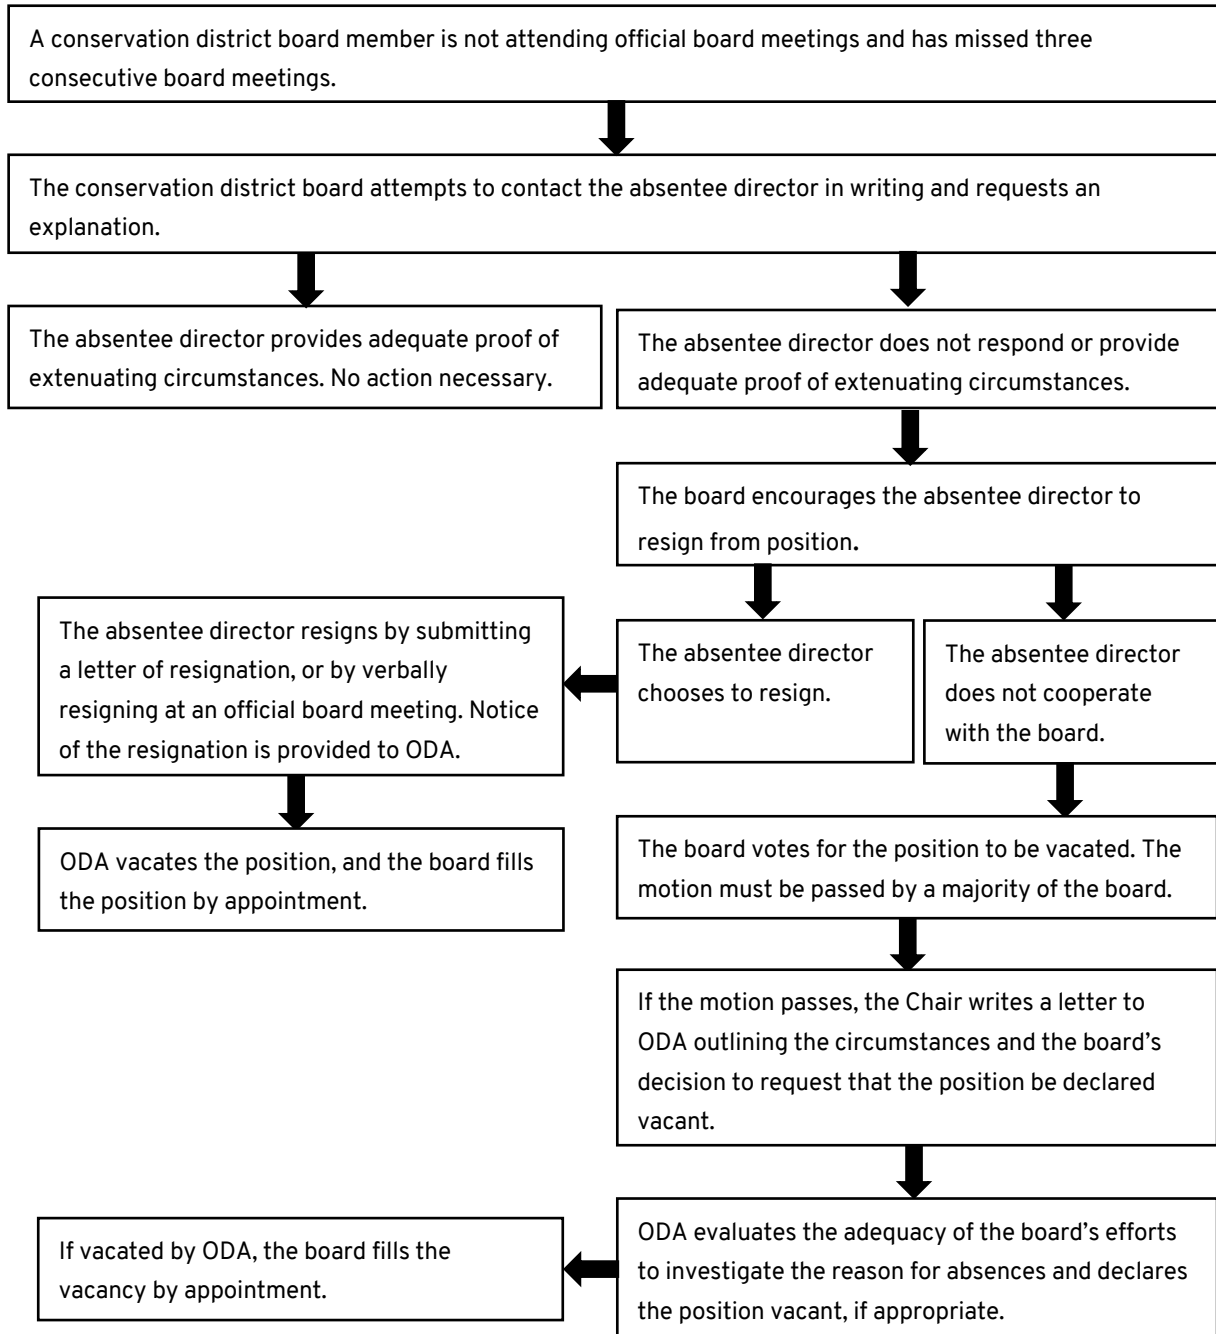 A conservation district board member is not attending official board meetings and has missed three
consecutive board meetings.
The conservation district board attempts to contact the absentee director in writing and requests an
explanation.
The absentee director provides adequate proof of
extenuating circumstances. No action necessary.
The absentee director does not respond or provide
adequate proof of extenuating circumstances.
The board encourages the absentee director to
resign from position.
The absentee director
chooses to resign.
The absentee director
does not cooperate
with the board.
The absentee director resigns by submitting
a letter of resignation, or by verbally
resigning at an official board meeting. Notice
of the resignation is provided to ODA.
ODA vacates the position, and the board fills
the position by appointment.
The board votes for the position to be vacated. The
motion must be passed by a majority of the board.
If the motion passes, the Chair writes a letter to
ODA outlining the circumstances and the board's
decision to request that the position be declared
vacant.
ODA evaluates the adequacy of the board's efforts
to investigate the reason for absences and declares
the position vacant, if appropriate.
If vacated by ODA, the board fills the
vacancy by appointment.